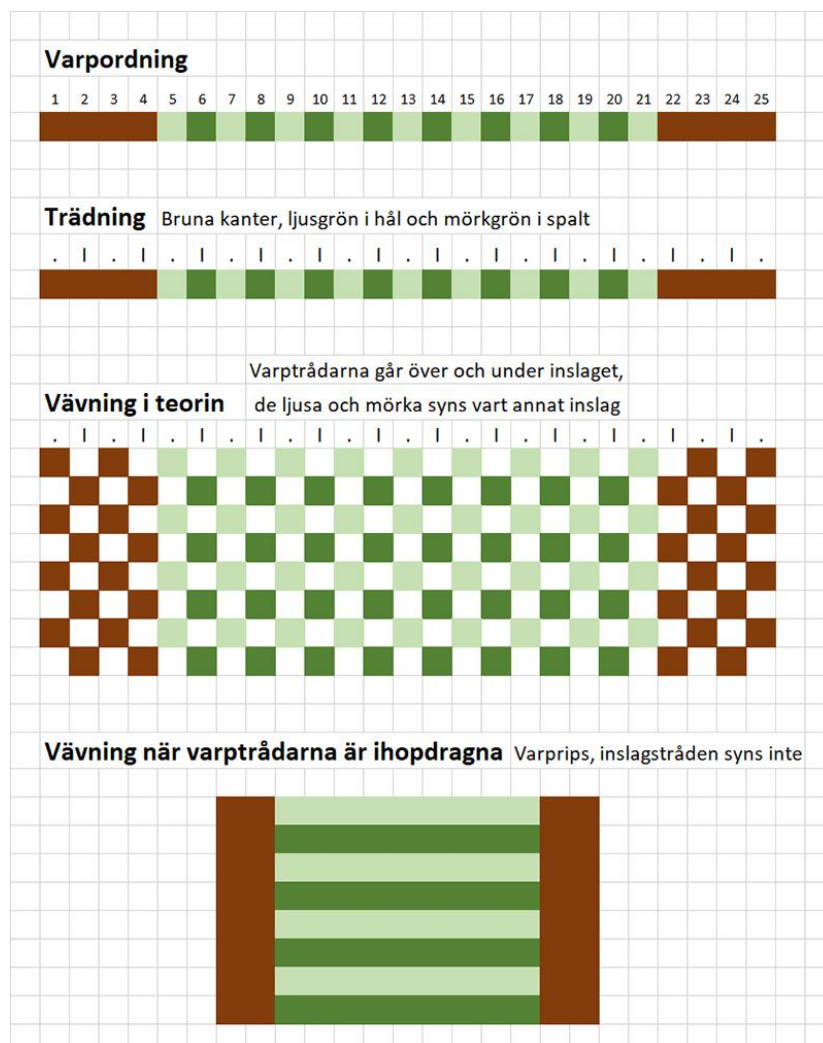 Varpordning
1 2 3 4 5 6 7 8 9 10 11 12 13 14 15 16 17 18 19 20 21 22 23 24 25
Trädning Bruna kanter, ljusgrön i hål och mörkgrön i spalt
. I . I . I . I . I . I . I . I . I . I . I . I .
Varptrådarna går över och under inslaget,
Vävning i teorin de ljusa och mörka syns vart annat inslag
. I . I . I . I . I . I . I . I . I . I . I . I .
Vävning när varptrådarna är ihopdragna Varprips, inslagstråden syns inte